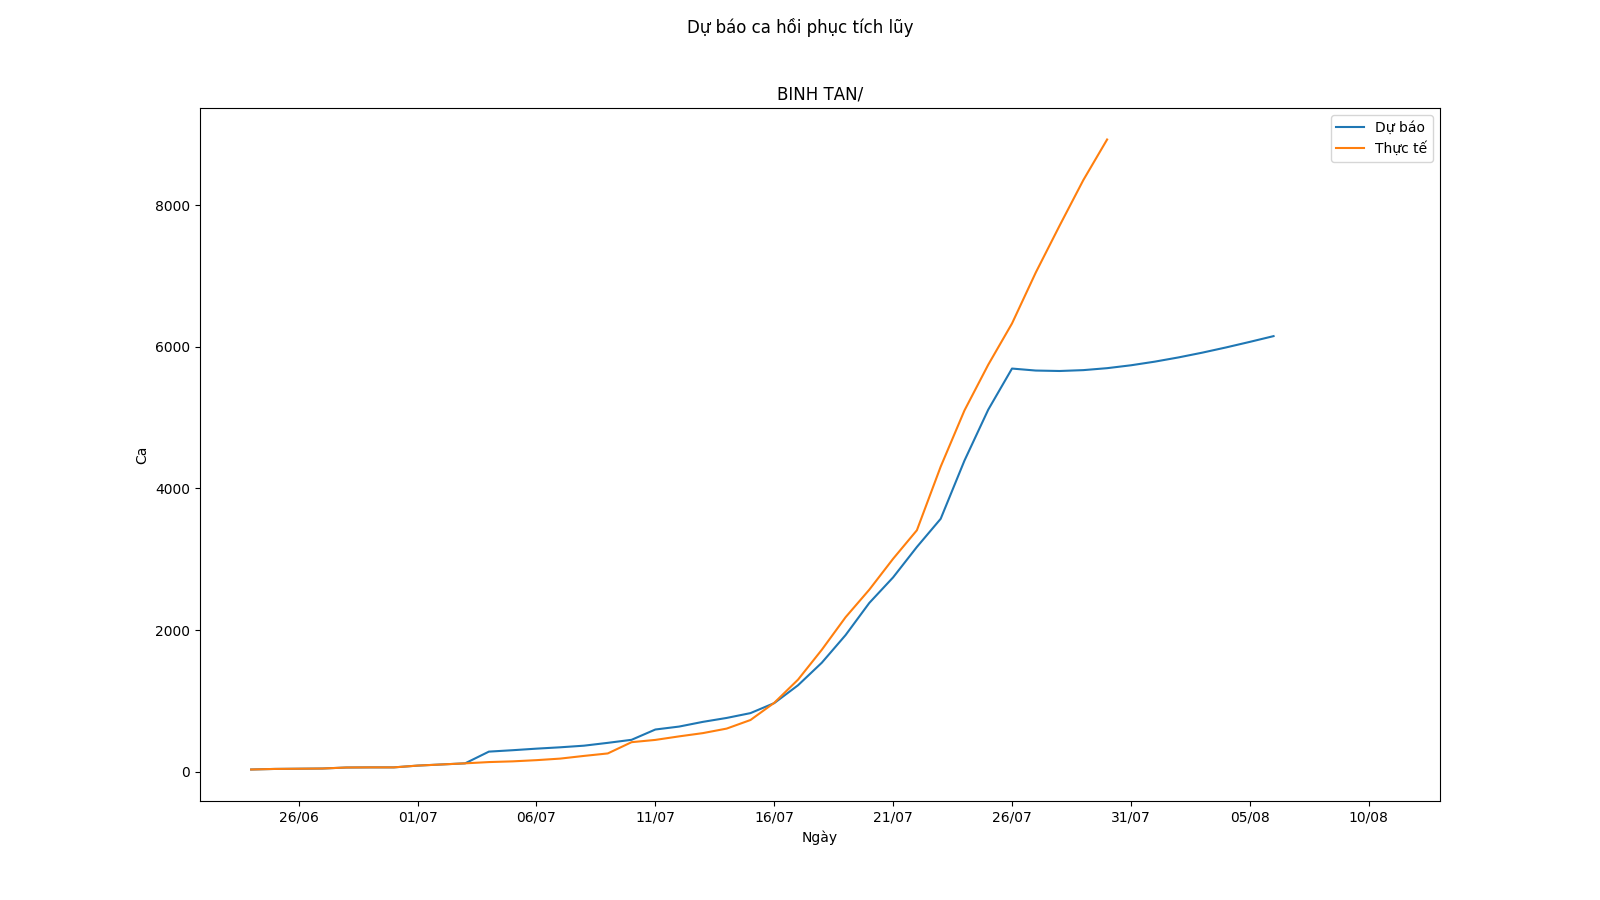 Dự báo ca hồi phục tích lũy
BINH TAN/
Dự báo
Thực tế
8000
6000
4000
2000
0
Ca
26/06
01/07
06/07
11/07
16/07
21/07
26/07
31/07
05/08
10/08
Ngày